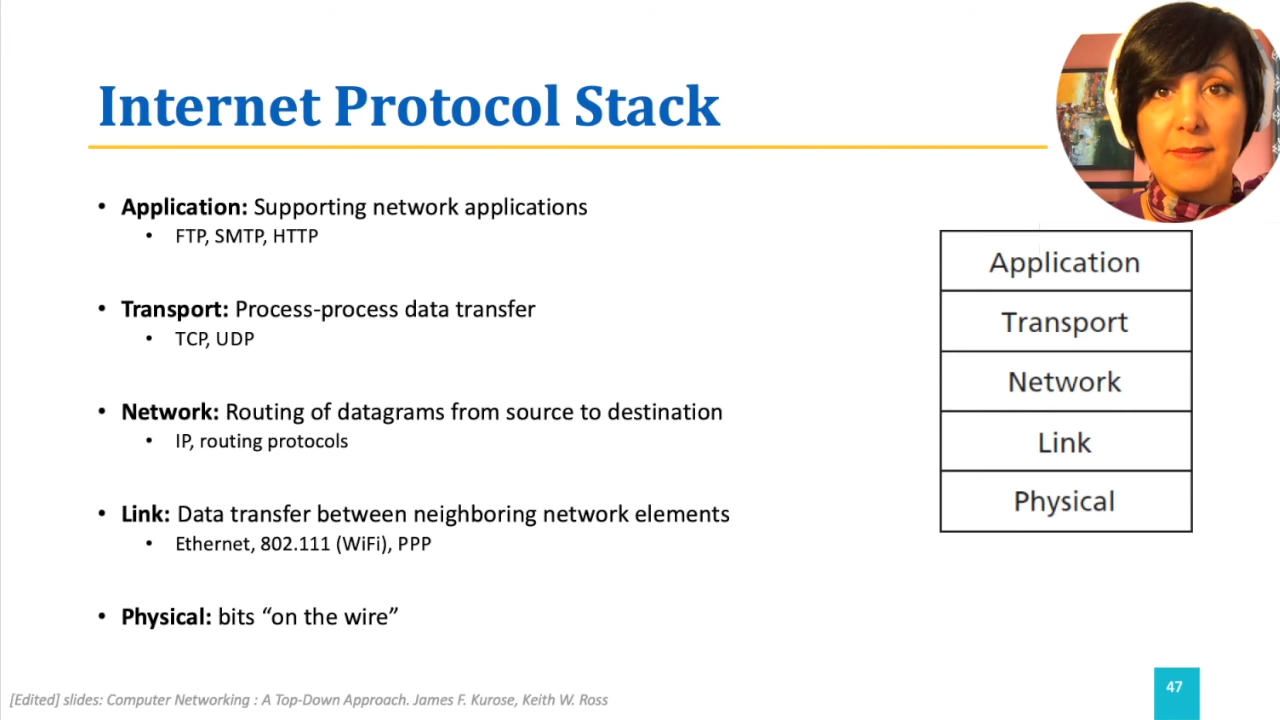 Internet Protocol Stack
• Application: Supporting network applications
• FTP, SMTP, HTTP
• Transport: Process-process data transfer
• TCP, UDP
• Network: Routing of datagrams from source to destination
• IP, routing protocols
• Link: Data transfer between neighboring network elements
• Ethernet, 802.111 (WiFi), PPP
• Physical: bits “on the wire”
Application
Transport
Network
Link
Physical
[Edited] slides: Computer Networking : A Top-Down Approach. James F. Kurose, Keith W. Ross
47